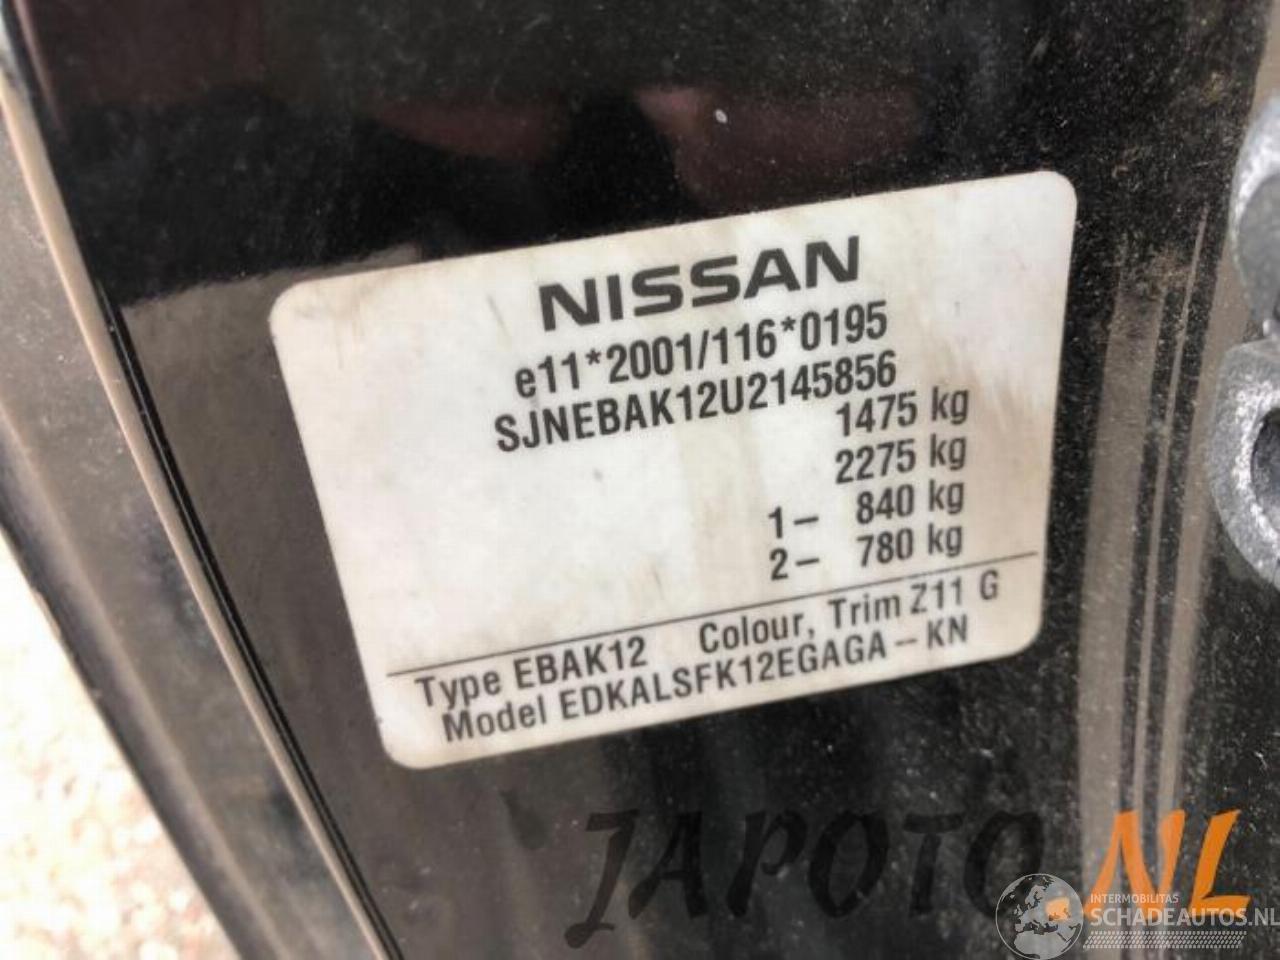 NISSAN
e11*2001/116*0195
SJNEBAK12U2145856
1475 kg
2275 kg
1– 840 kg
2– 780 kg
Type EBAK12 Colour, Trim Z11 G
Model EDKALSFK12EGAGA–KN
JAPOTO.NL
INTERMOBILITAS
SCHADEAUTOS.NL